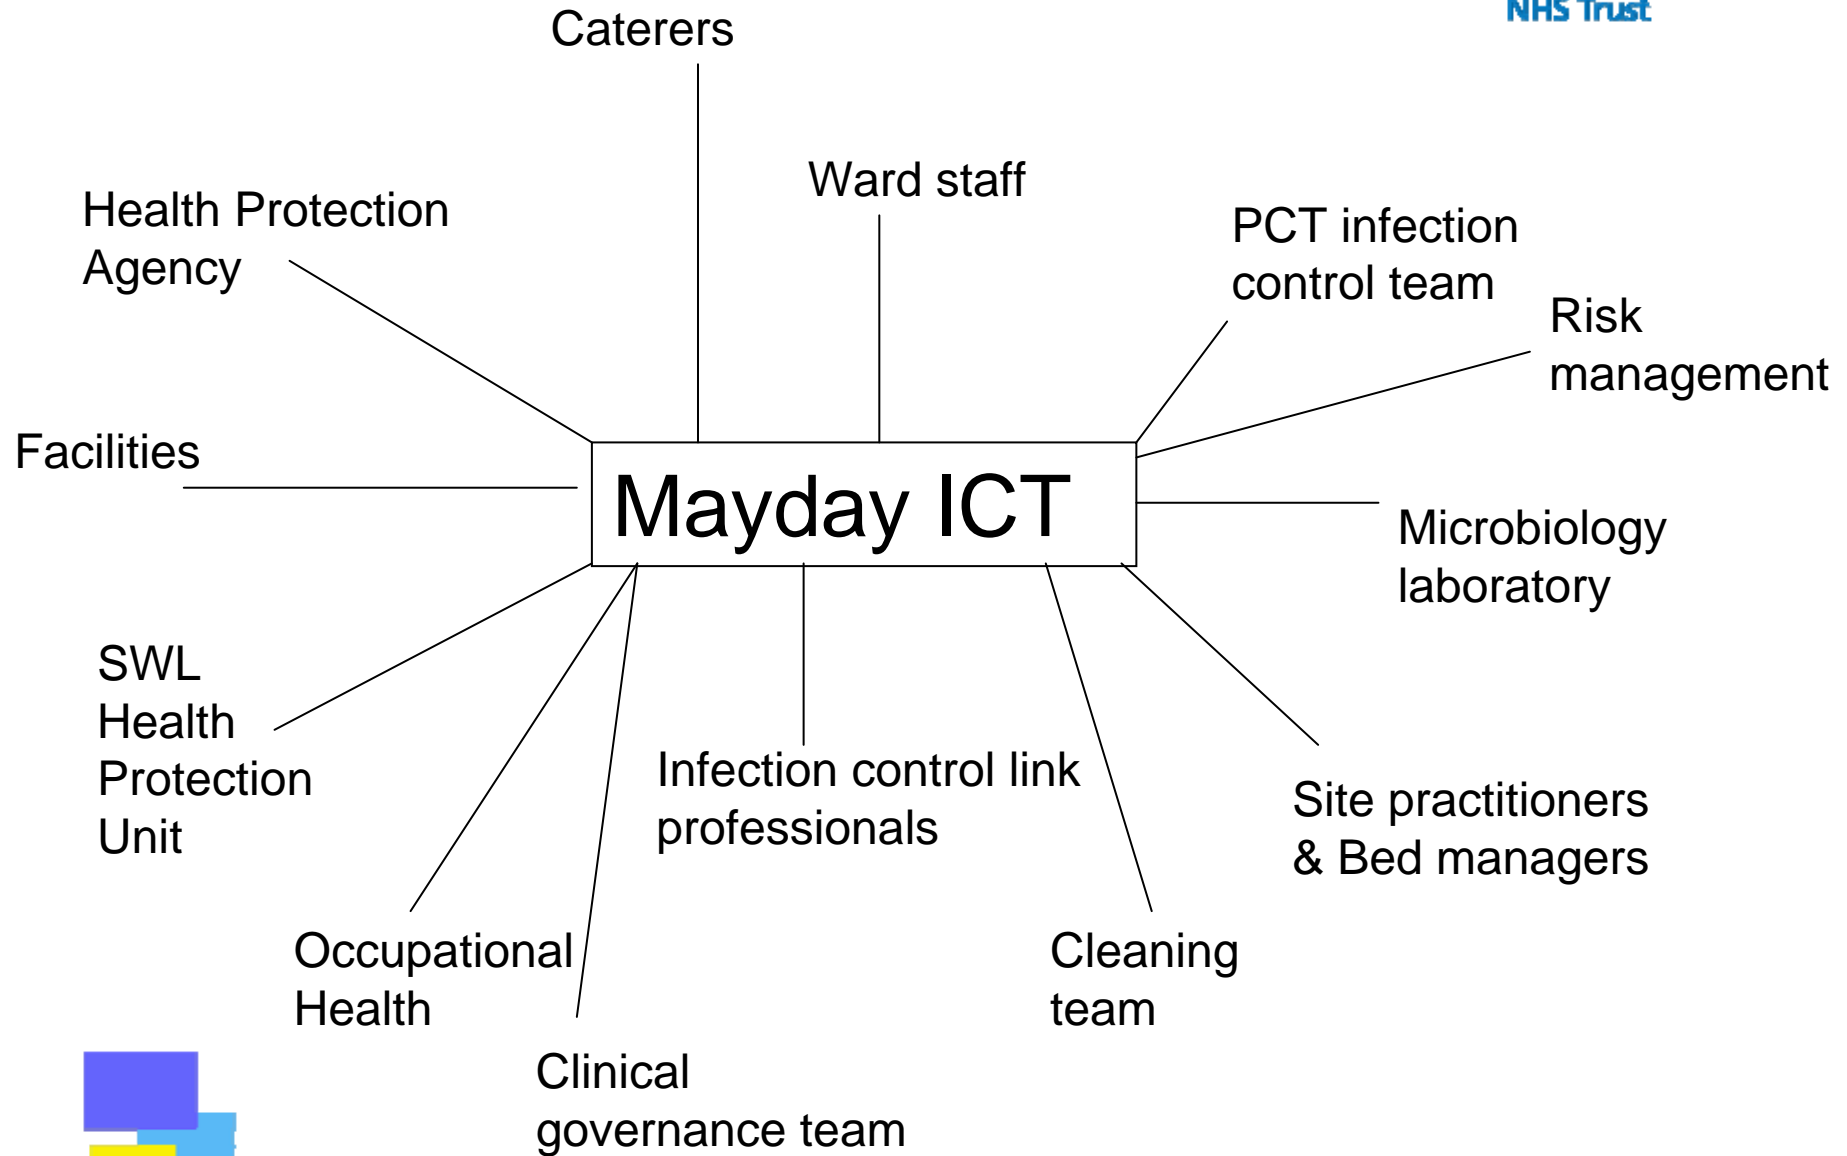 NHS Trust
Caterers
Ward staff
Health Protection
Agency
PCT infection
control team
Risk
management
Facilities
Mayday ICT
Microbiology
laboratory
SWL
Health
Protection
Unit
Infection control link
professionals
Site practitioners
& Bed managers
Occupational
Health
Cleaning
team
Clinical
governance team